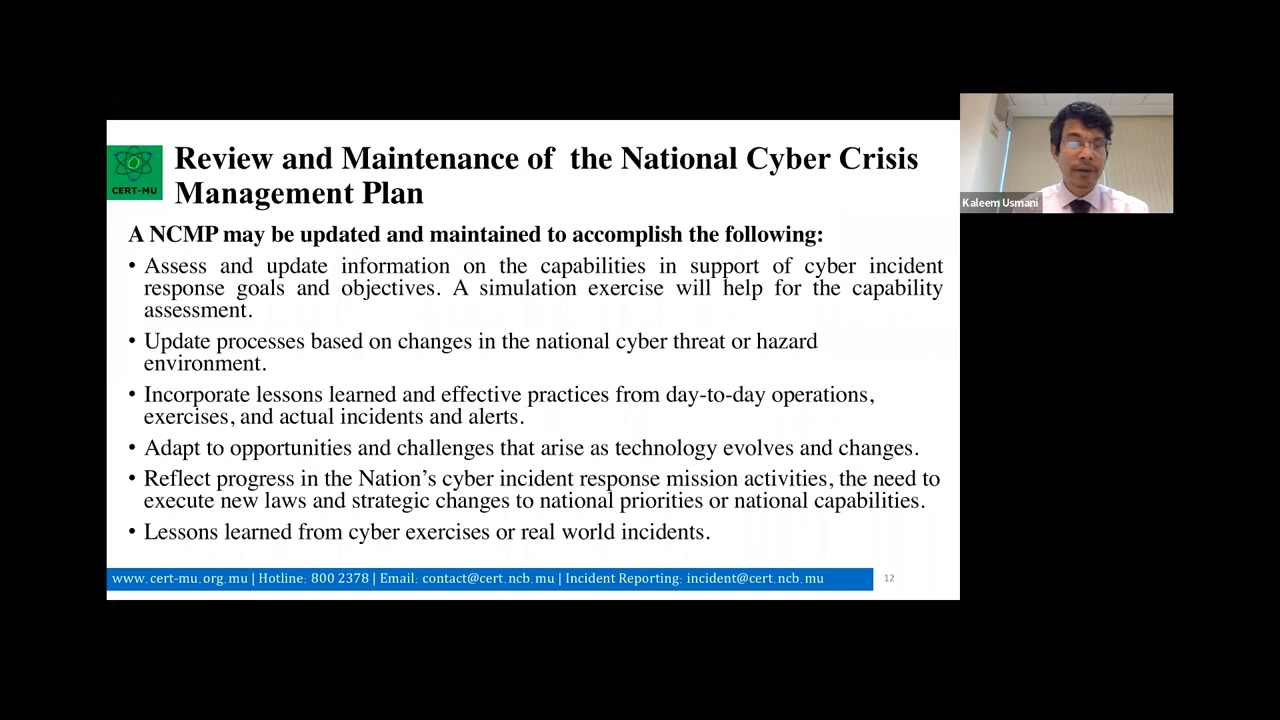 CERT-MU
Review and Maintenance of the National Cyber Crisis
Management Plan
A NCMP may be updated and maintained to accomplish the following:
• Assess and update information on the capabilities in support of cyber incident
response goals and objectives. A simulation exercise will help for the capability
assessment.
• Update processes based on changes in the national cyber threat or hazard
environment.
• Incorporate lessons learned and effective practices from day-to-day operations,
exercises, and actual incidents and alerts.
• Adapt to opportunities and challenges that arise as technology evolves and changes.
• Reflect progress in the Nation’s cyber incident response mission activities, the need to
execute new laws and strategic changes to national priorities or national capabilities.
• Lessons learned from cyber exercises or real world incidents.
www.cert-mu.org.mu | Hotline: 800 2378 | Email: contact@cert.ncb.mu | Incident Reporting: incident@cert.ncb.mu
12
Kaleem Usmani